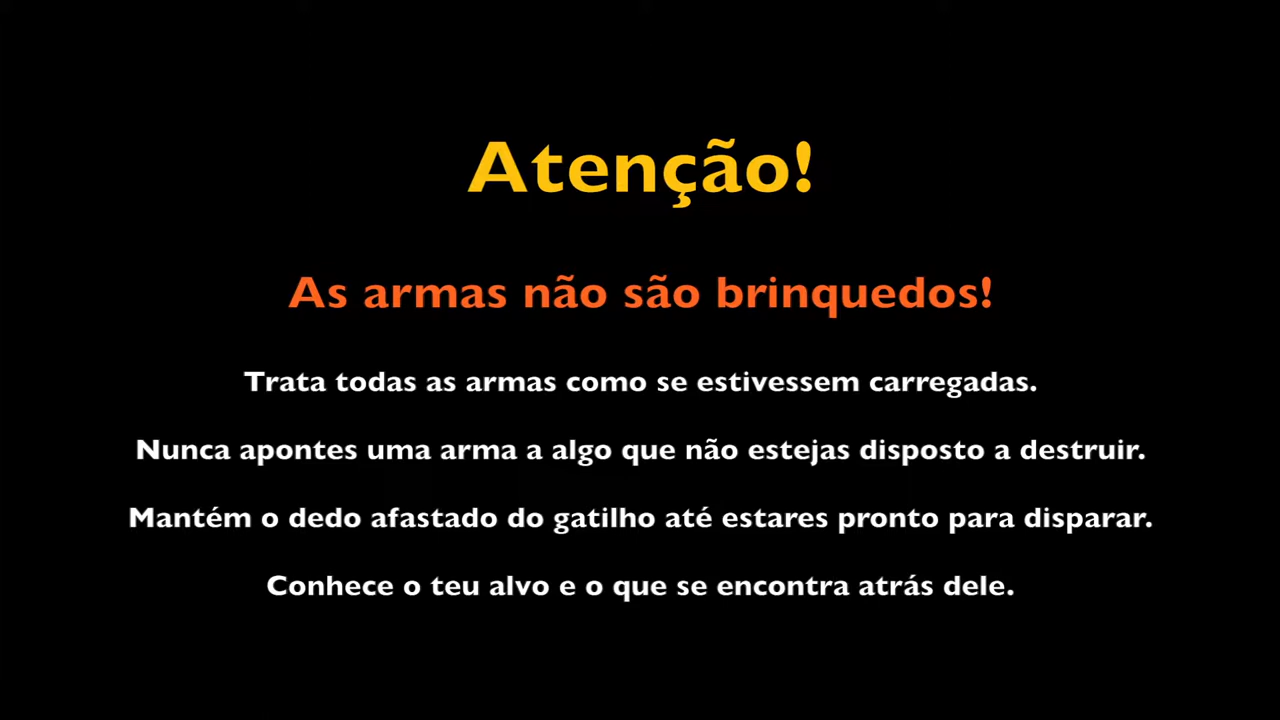 Atenção!
As armas não são brinquedos!
Trata todas as armas como se estivessem carregadas.
Nunca apontes uma arma a algo que não estejas disposto a destruir.
Mantém o dedo afastado do gatilho até estares pronto para disparar.
Conhece o teu alvo e o que se encontra atrás dele.